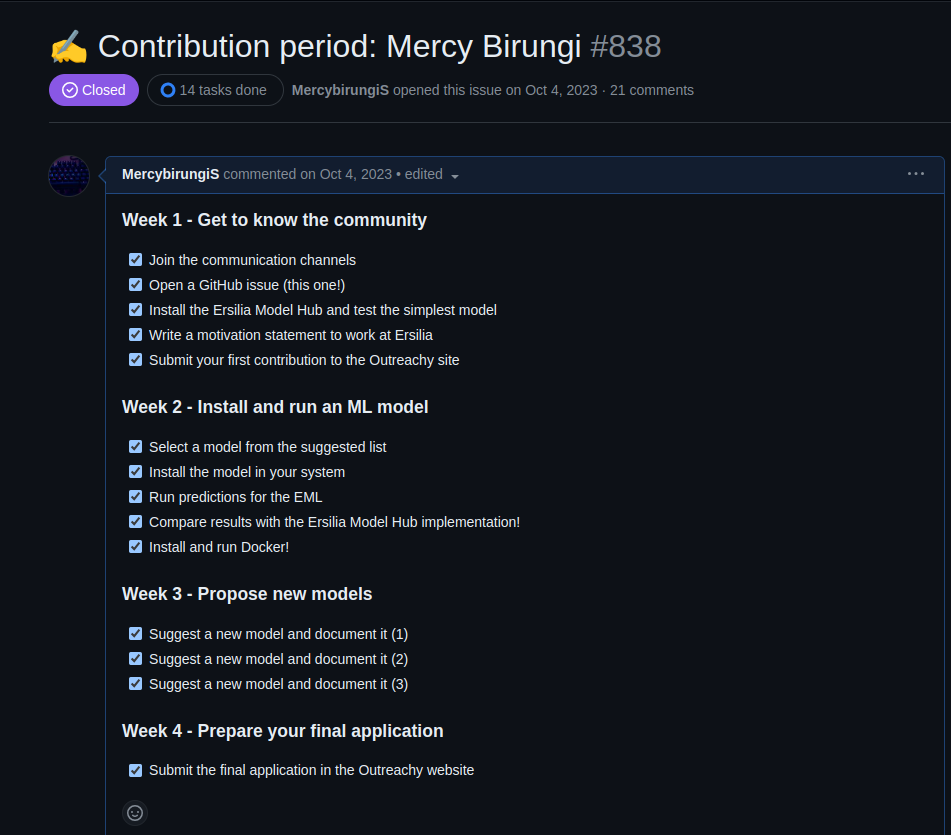 ✍️ Contribution period: Mercy Birungi #838
Closed
14 tasks done
MercybirungiS opened this issue on Oct 4, 2023 · 21 comments
MercybirungiS commented on Oct 4, 2023 • edited
Week 1 - Get to know the community
Join the communication channels
Open a GitHub issue (this one!)
Install the Ersilia Model Hub and test the simplest model
Write a motivation statement to work at Ersilia
Submit your first contribution to the Outreachy site
Week 2 - Install and run an ML model
Select a model from the suggested list
Install the model in your system
Run predictions for the EML
Compare results with the Ersilia Model Hub implementation!
Install and run Docker!
Week 3 - Propose new models
Suggest a new model and document it (1)
Suggest a new model and document it (2)
Suggest a new model and document it (3)
Week 4 - Prepare your final application
Submit the final application in the Outreachy website